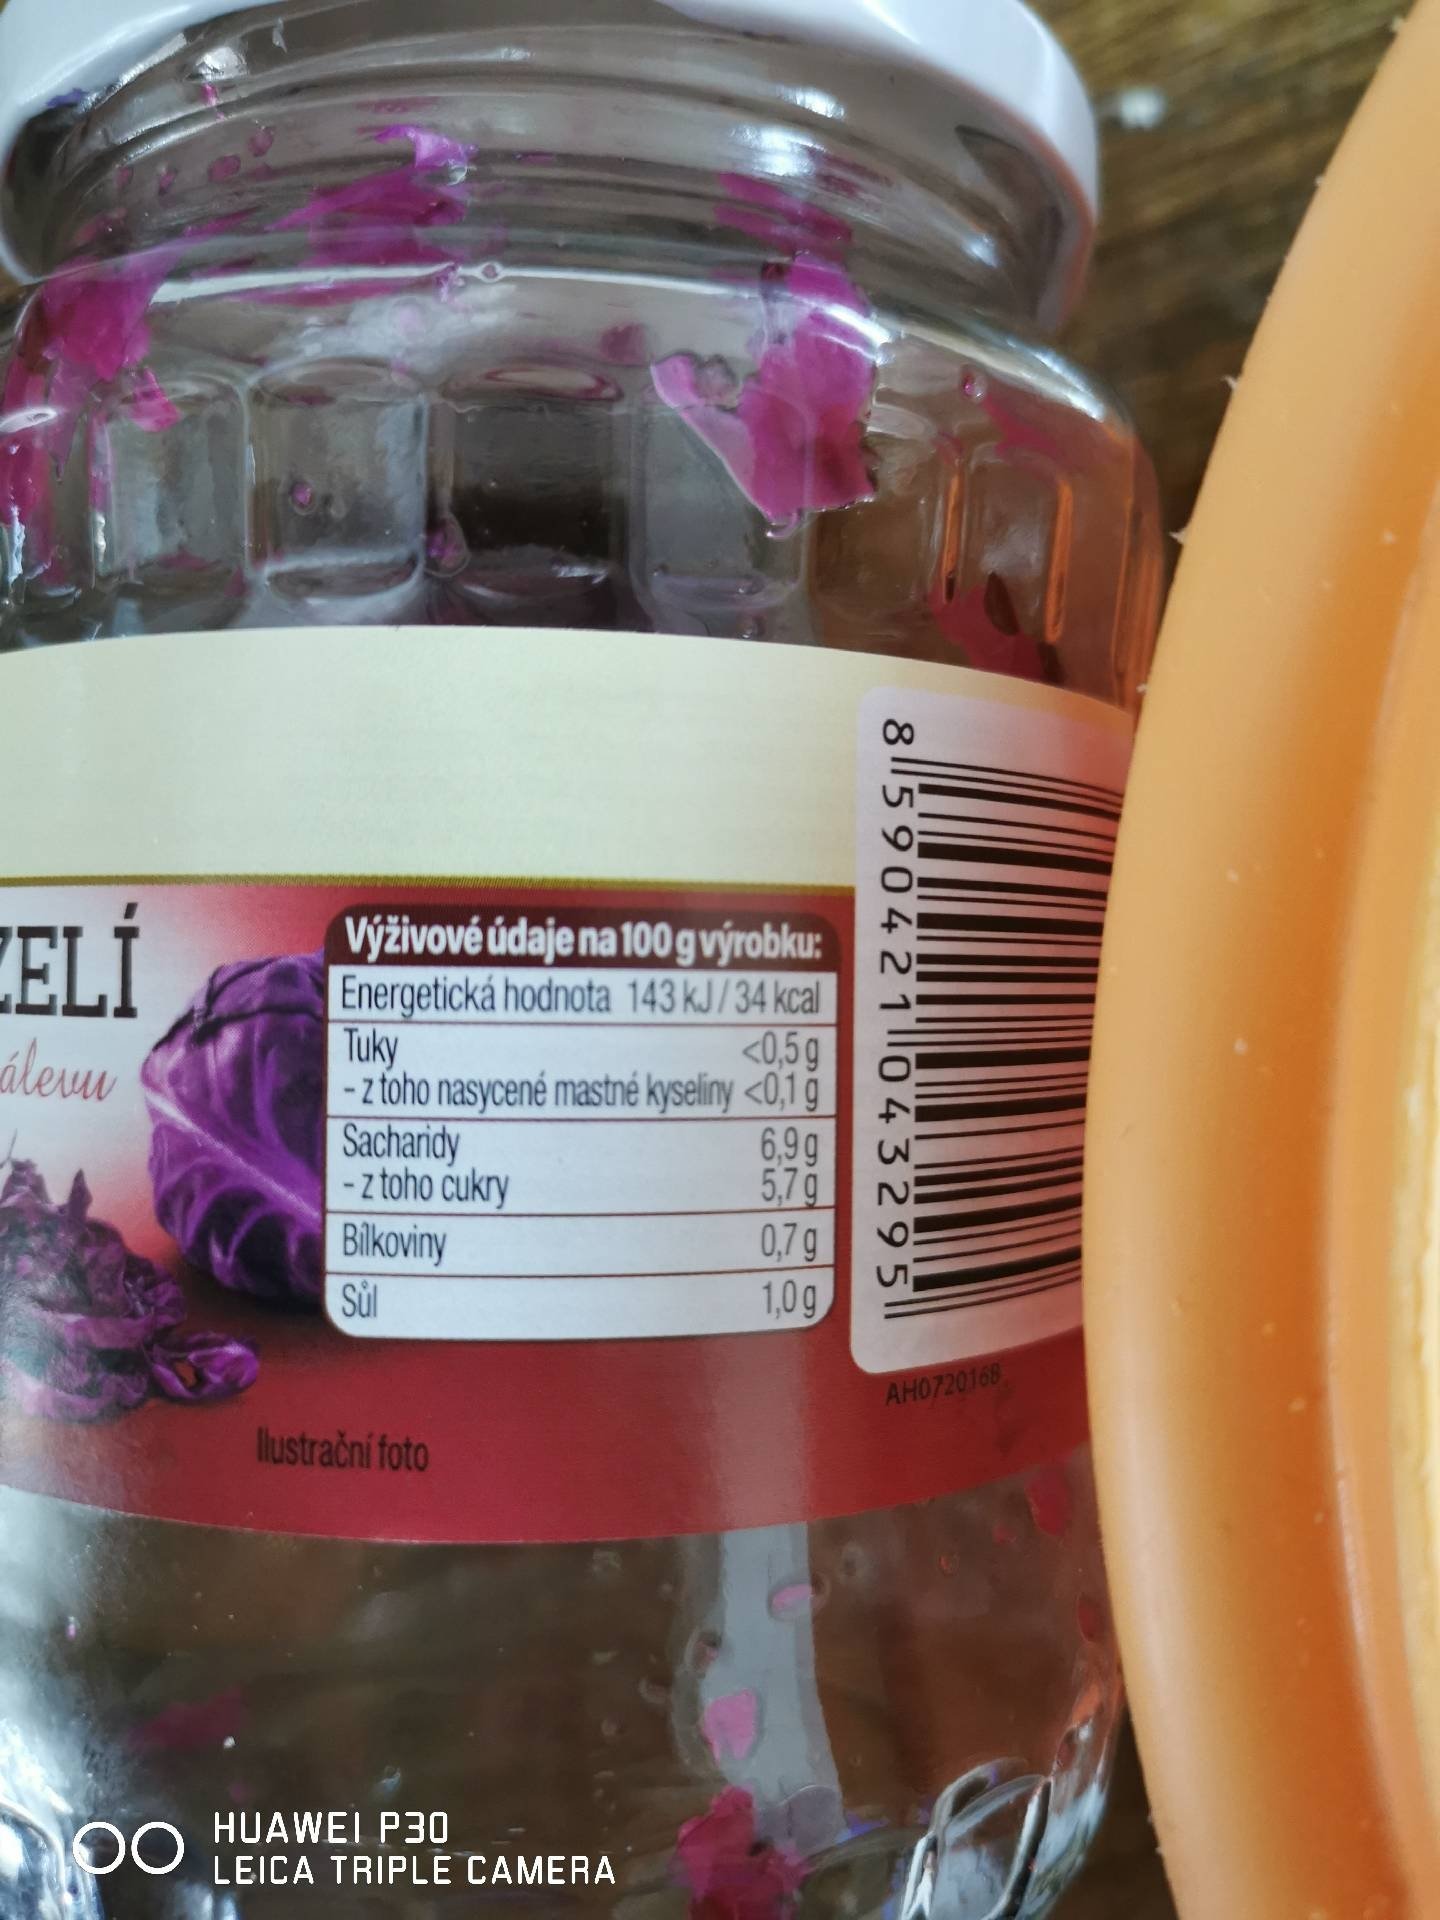 ZELÍ
Výživové údaje na 100 g výrobku:
Energetická hodnota 143 kJ / 34 kcal
Tuky <0,5 g
- z toho nasycené mastné kyseliny <0,1 g
Sacharidy 6,9 g
- z toho cukry 5,7 g
Bílkoviny 0,7 g
Sůl 1,0 g
Ilustrační foto
8 590421 043295
AH072016B
HUAWEI P30
LEICA TRIPLE CAMERA